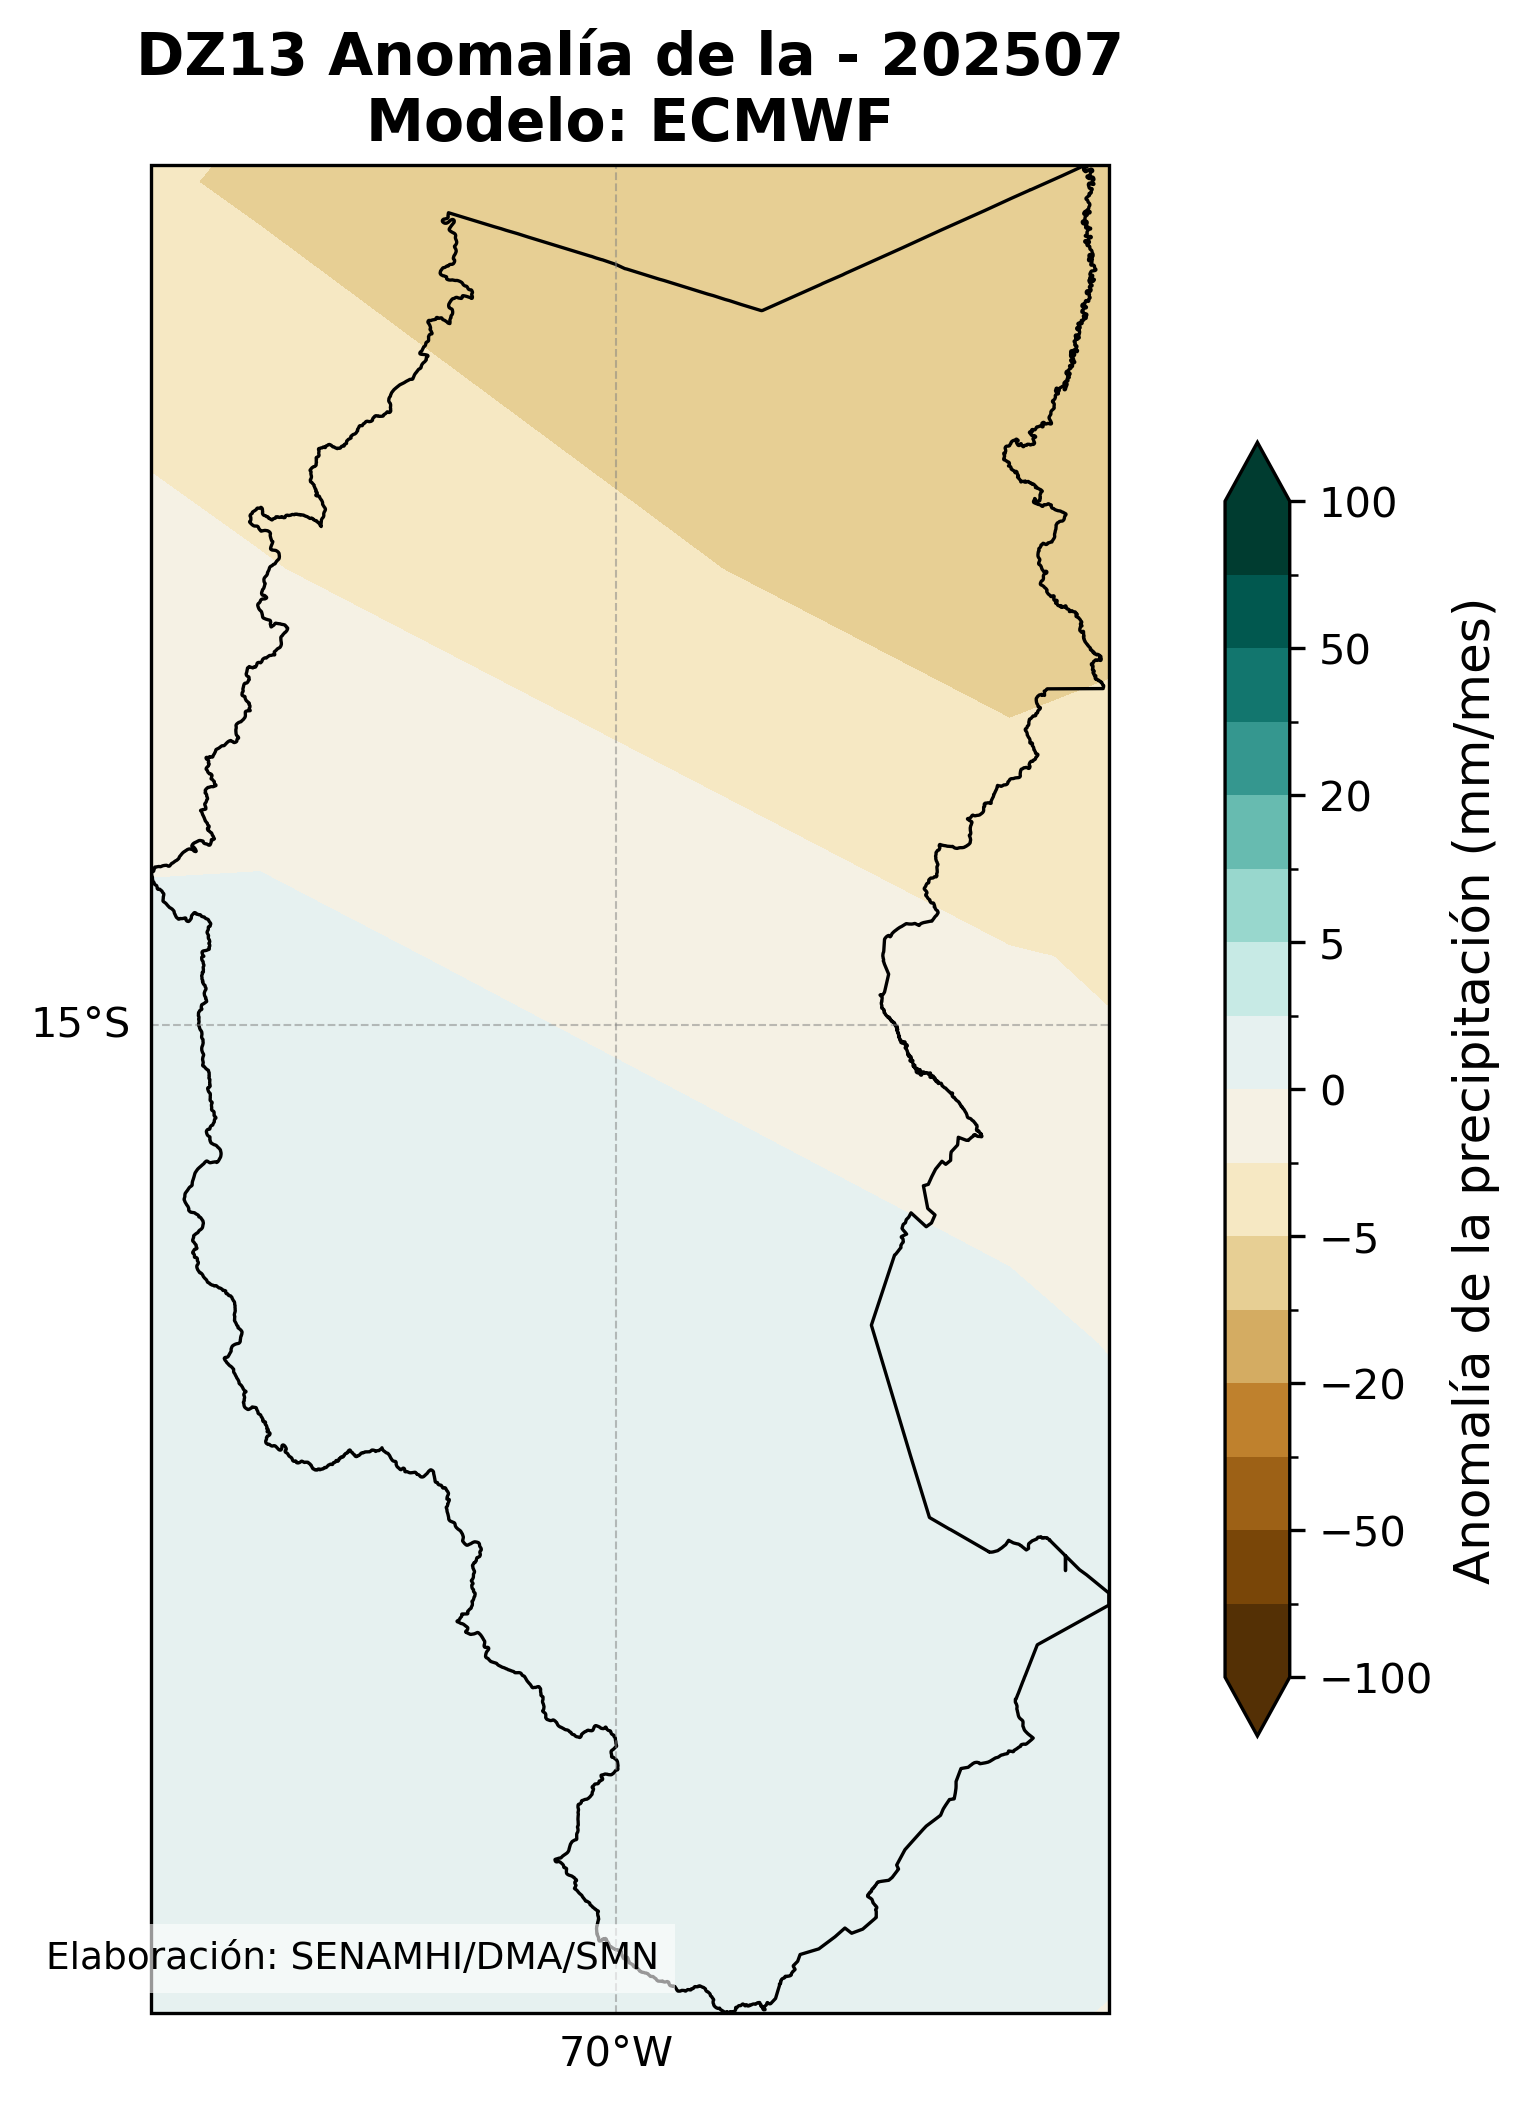 DZ13 Anomalía de la - 202507
Modelo: ECMWF
100
50
20
5
0
−5
−20
−50
−100
Anomalía de la precipitación (mm/mes)
15°S
Elaboración: SENAMHI/DMA/SMN
70°W